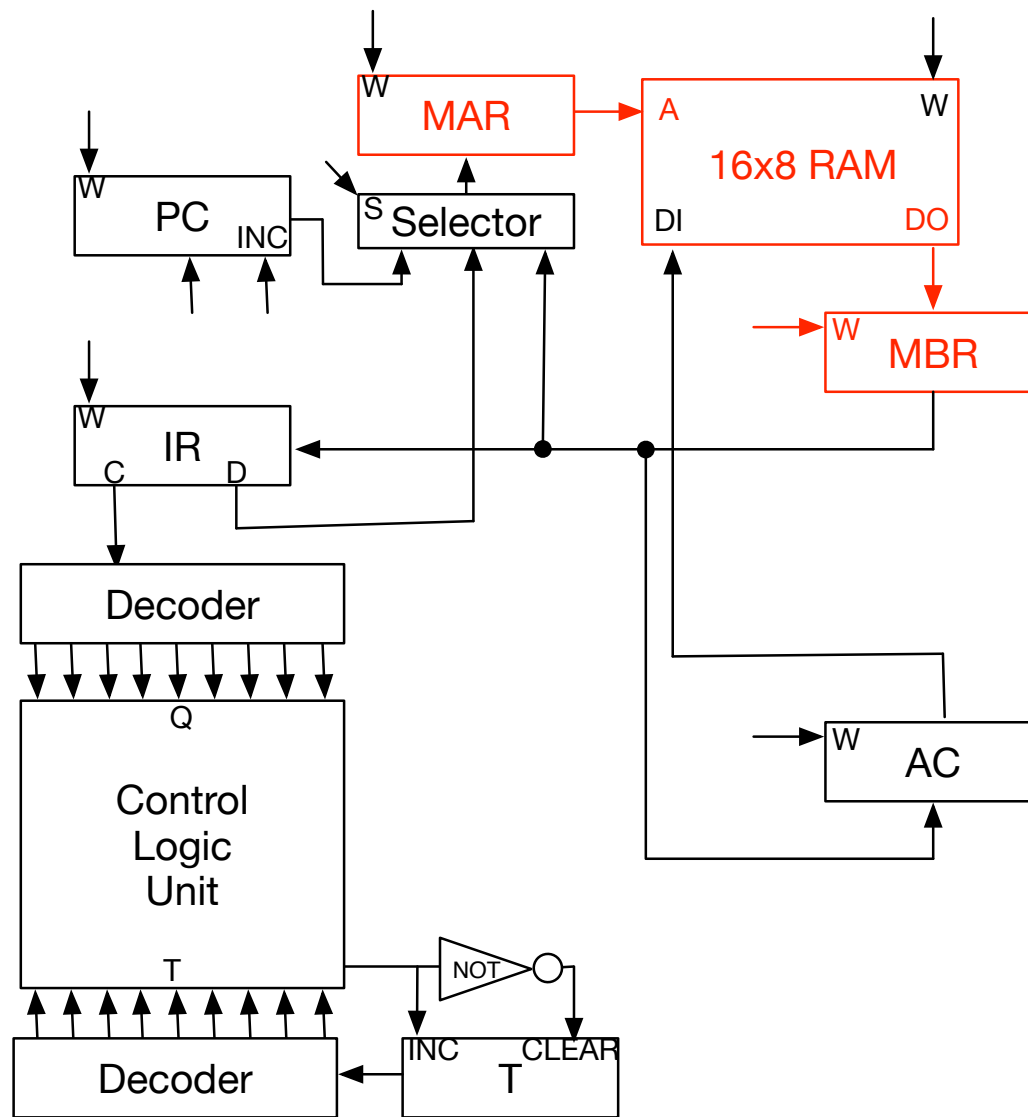 W
MAR
A
W
16x8 RAM
DI
DO
W
PC
INC
S
Selector
W
MBR
W
IR
C
D
Decoder
Q
Control
Logic
Unit
T
W
AC
NOT
INC
CLEAR
T
Decoder